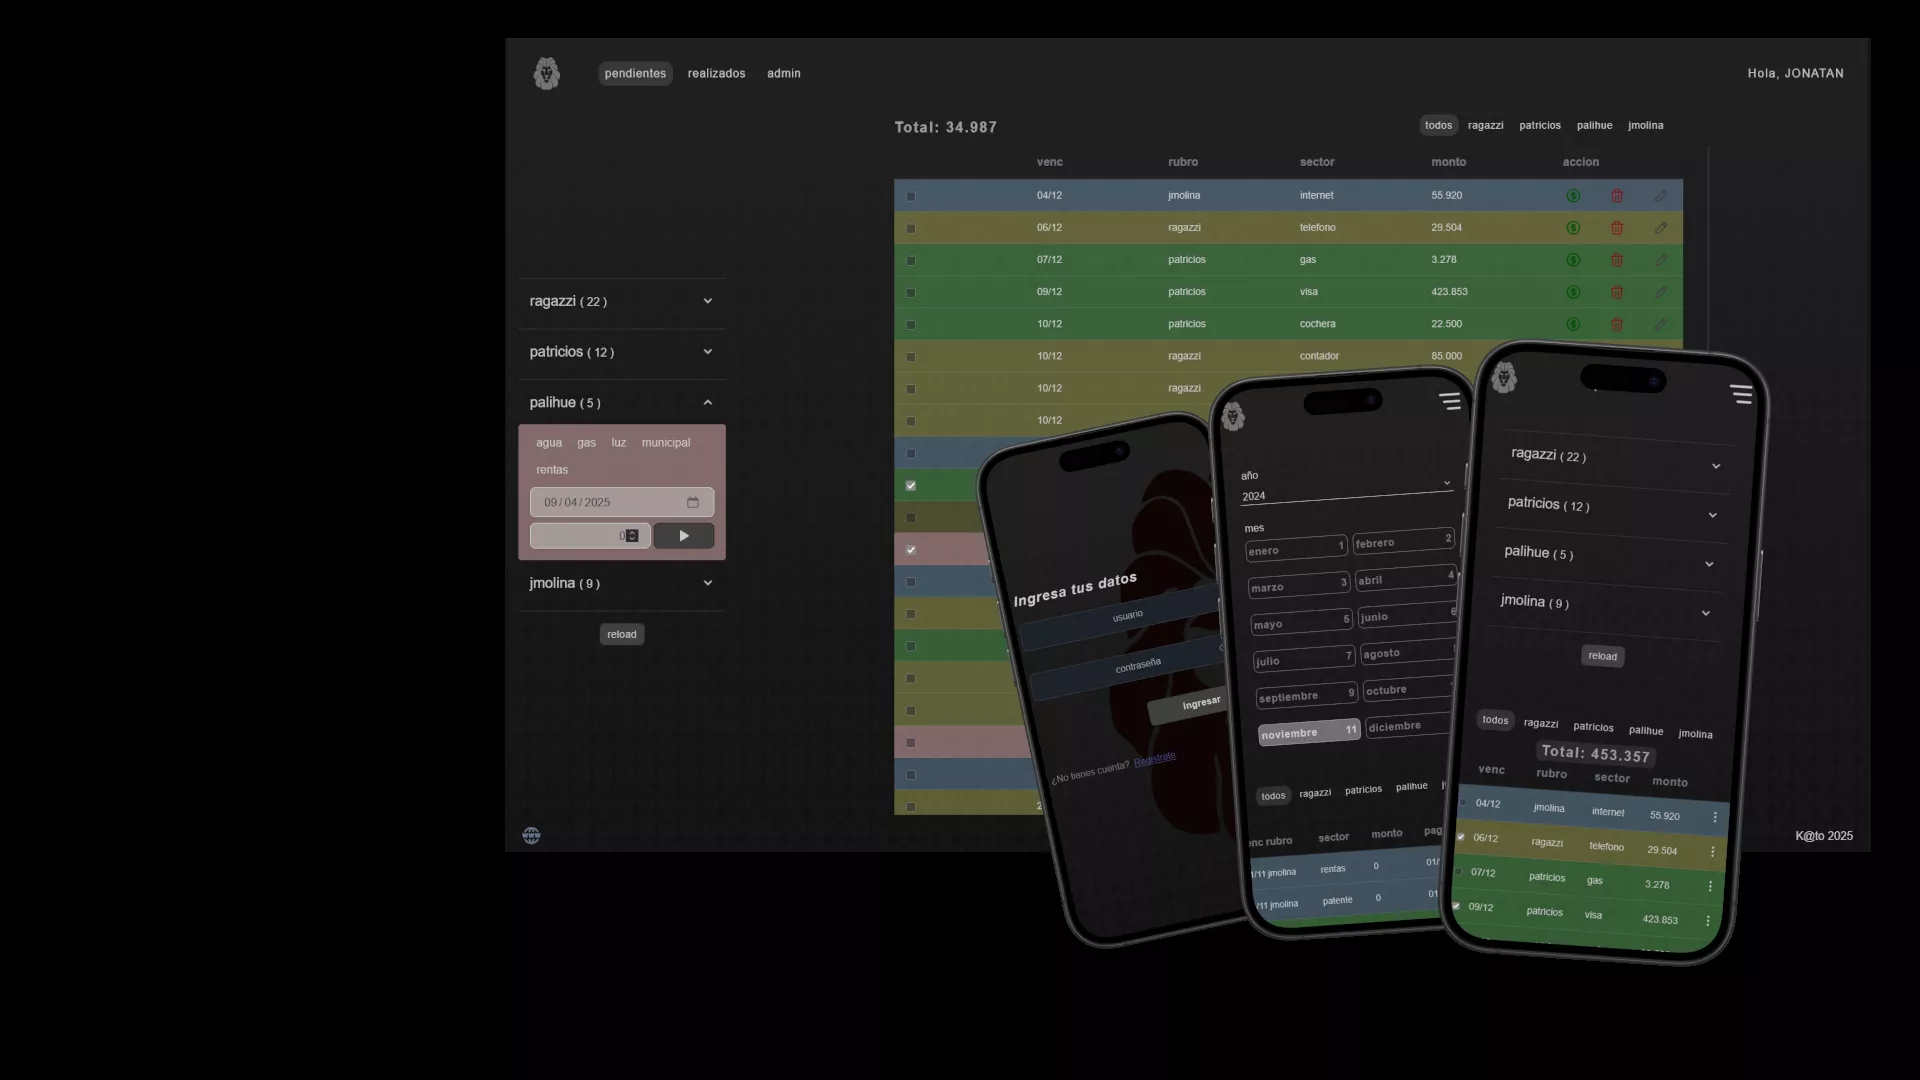 pendientes realizados admin
Hola, JONATAN
Total: 34.987
todos ragazzi patricios palihue jmolina
venc rubro sector monto accion
04/12 jmolina internet 55.920
06/12 ragazzi telefono 29.504
07/12 patricios gas 3.278
09/12 patricios visa 423.853
10/12 patricios cochera 22.500
10/12 ragazzi contador 85.000
10/12 ragazzi
10/12
ragazzi ( 22 )
patricios ( 12 )
palihue ( 5 )
agua gas luz municipal
rentas
09/04/2025
0
jmolina ( 9 )
reload
www
K@to 2025
Ingresa tus datos
usuario
contraseña
Ingresar
¿No tienes cuenta? Registrate
año
2024
mes
enero 1 febrero 2
marzo 3 abril 4
mayo 5 junio 6
julio 7 agosto
septiembre 9 octubre
noviembre 11 diciembre
todos ragazzi patricios palihue
rubro sector monto
/11 jmolina rentas 0 01/
/11 jmolina patente 0 01
ragazzi ( 22 )
patricios ( 12 )
palihue ( 5 )
jmolina ( 9 )
reload
todos ragazzi patricios palihue jmolina
Total: 453.357
venc rubro sector monto
04/12 jmolina internet 55.920
06/12 ragazzi telefono 29.504
07/12 patricios gas 3.278
09/12 patricios visa 423.853